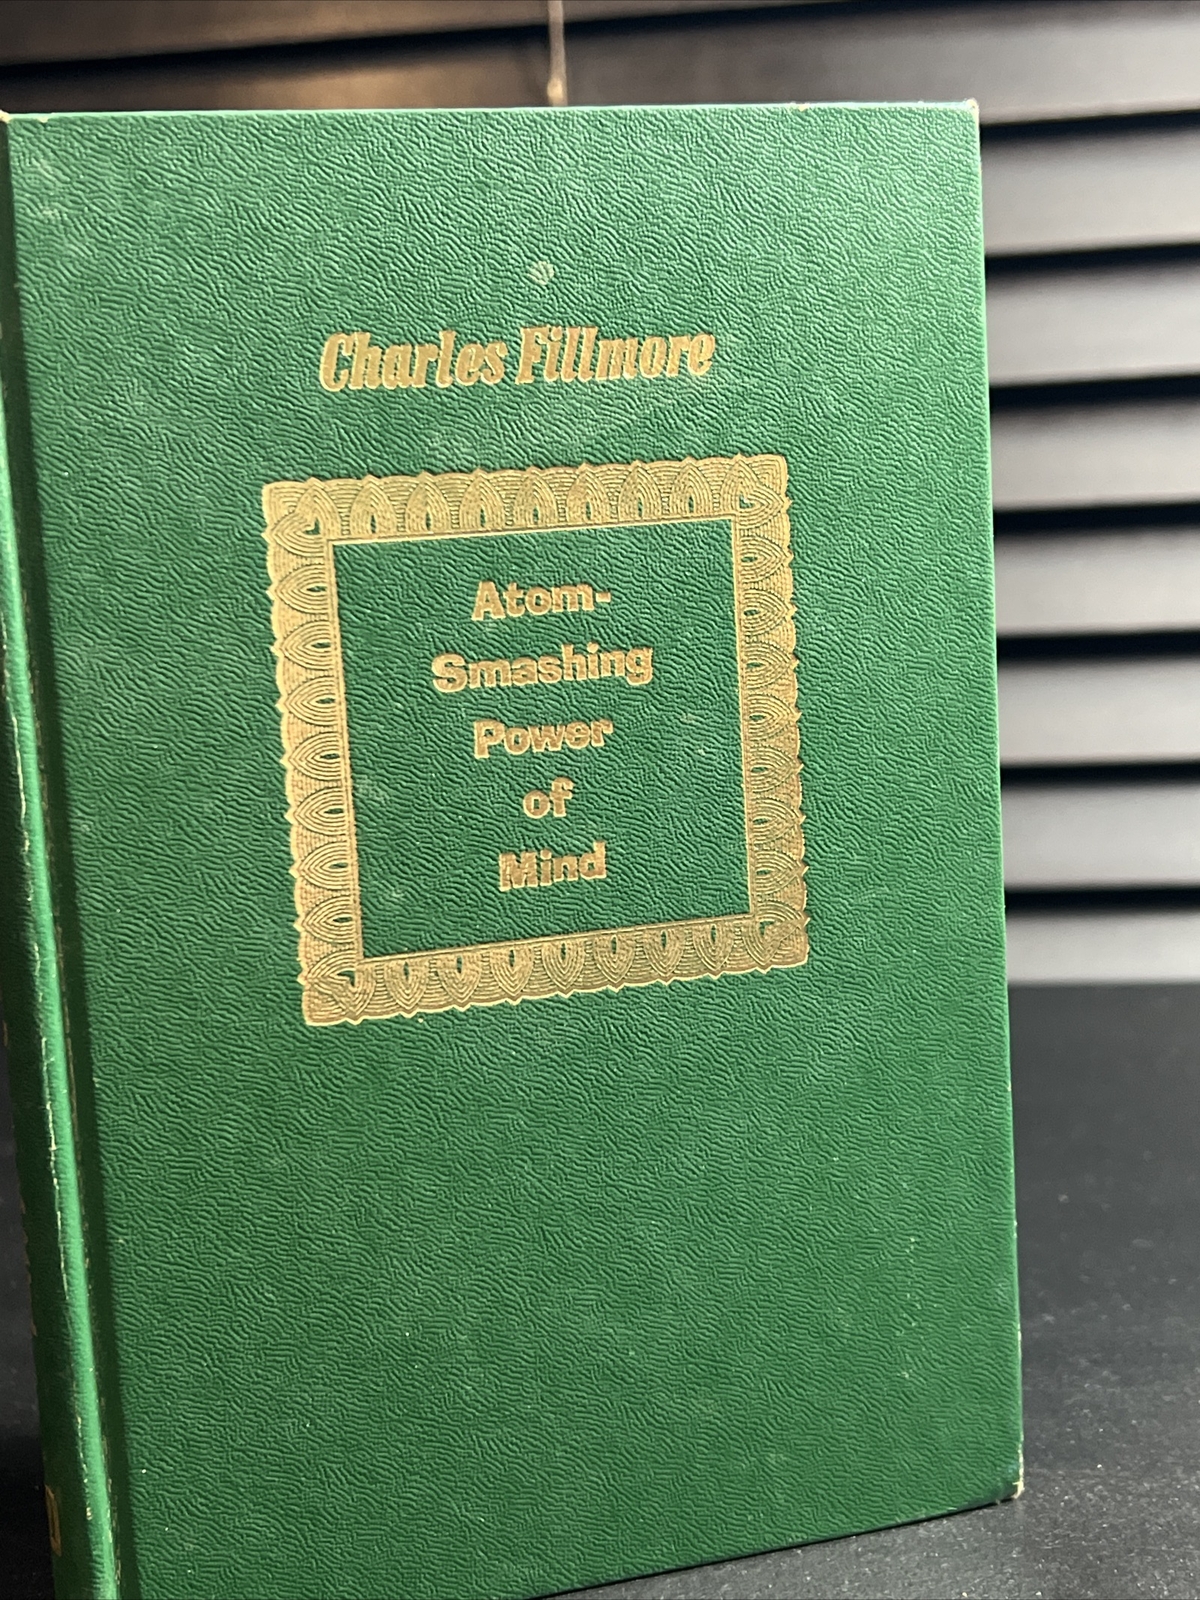 Charles Fillmore
Atom-
Smashing
Power
of
Mind